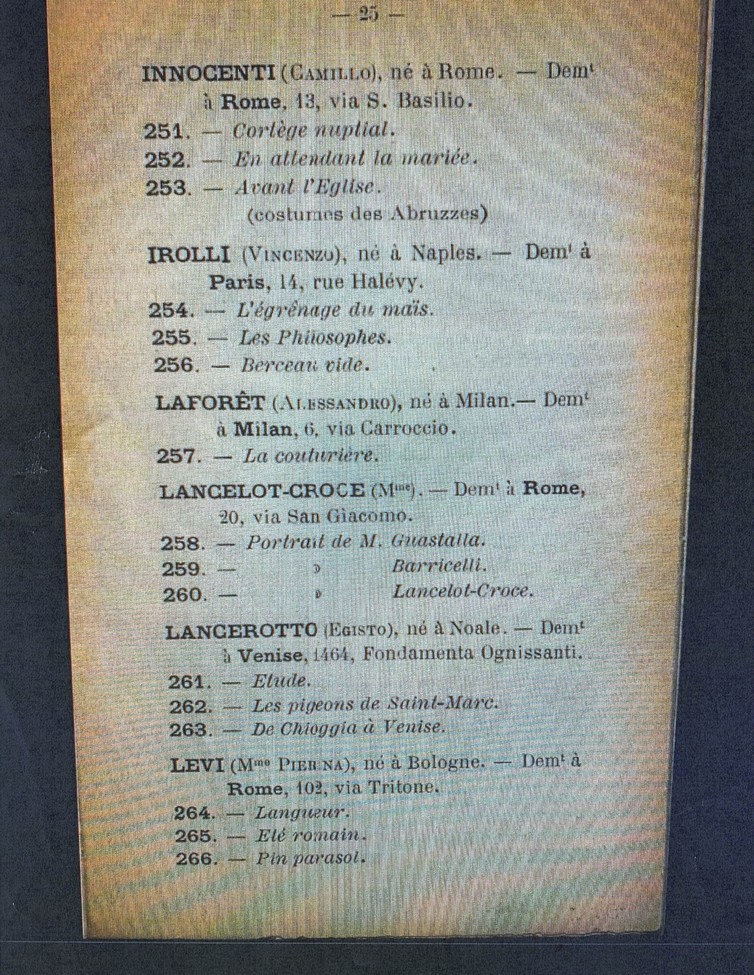 — 25 —
INNOCENTI (CAMILLO), né à Rome. — Demᵗ
à Rome, 13, via S. Basilio.
251. — Cortège nuptial.
252. — En attendant la mariée.
253. — Avant l'Eglise.
(costumes des Abruzzes)
IROLLI (VINCENZO), né à Naples. — Demᵗ à
Paris, 14, rue Halévy.
254. — L'égrênage du maïs.
255. — Les Philosophes.
256. — Berceau vide.
LAFORÊT (ALESSANDRO), né à Milan.— Demᵗ
à Milan, 6, via Carroccio.
257. — La couturière.
LANCELOT-CROCE (Mᵐᵉ). — Demᵗ à Rome,
20, via San Giacomo.
258. — Portrait de M. Guastalla.
259. — » Barricelli.
260. — » Lancelot-Croce.
LANCEROTTO (EGISTO), né à Noale. — Demᵗ
à Venise, 1464, Fondamenta Ognissanti.
261. — Etude.
262. — Les pigeons de Saint-Marc.
263. — De Chioggia à Venise.
LEVI (Mᵐᵉ PIERINA), né à Bologne. — Demᵗ à
Rome, 102, via Tritone.
264. — Langueur.
265. — Eté romain.
266. — Pin parasol.